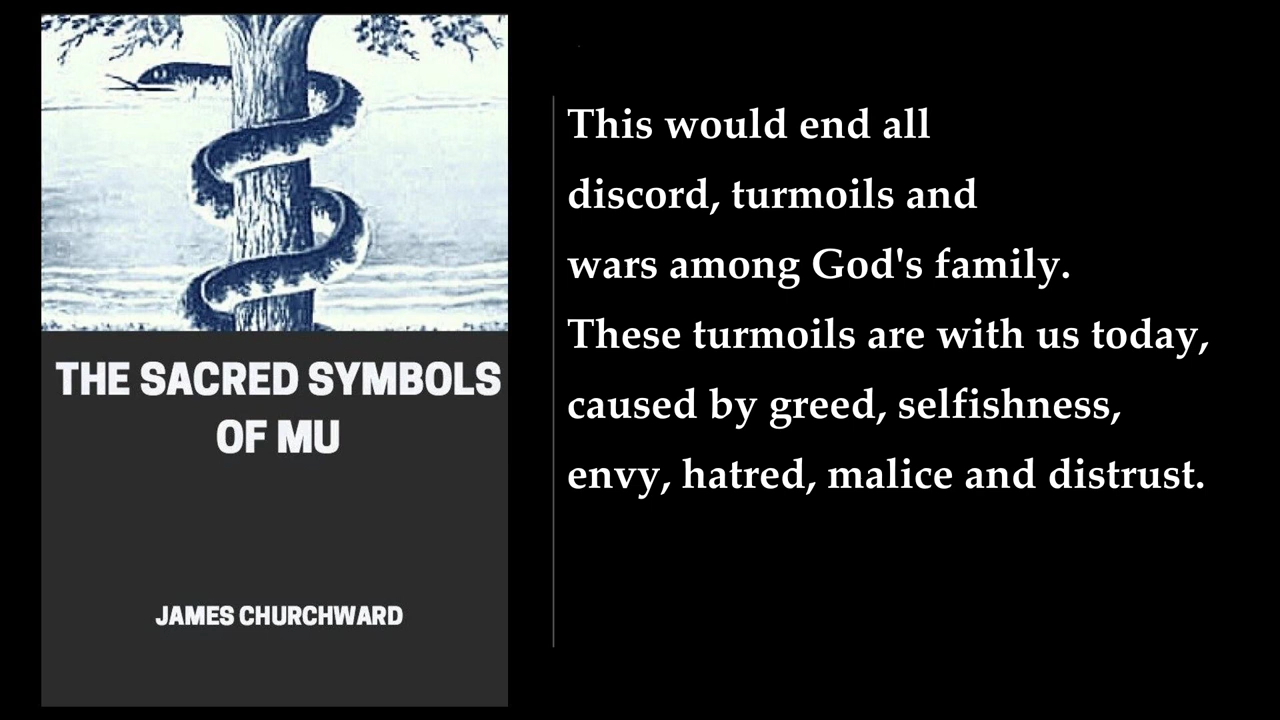 THE SACRED SYMBOLS
OF MU
JAMES CHURCHWARD
This would end all
discord, turmoils and
wars among God's family.
These turmoils are with us today,
caused by greed, selfishness,
envy, hatred, malice and distrust.